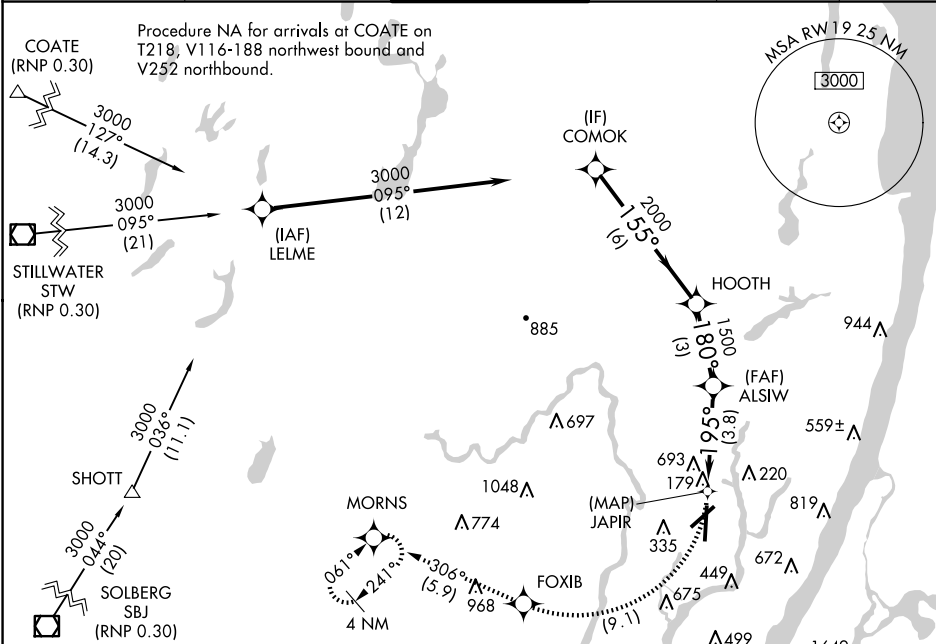 Procedure NA for arrivals at COATE on
T218, V116-188 northwest bound and
V252 northbound.
COATE
(RNP 0.30)
3000
127°
(14.3)
MSA RW19 25 NM
3000
(IF)
COMOK
3000
095°
(12)
3000
095°
(21)
(IAF)
LELME
STILLWATER
STW
(RNP 0.30)
2000
155°
(6)
HOOTH
885
1500
180°
(3)
944
(FAF)
ALSIW
195°
(3.8)
697
559±
3000
036°
(11.1)
SHOTT
693
179
220
1048
(MAP)
JAPIR
819
MORNS
774
335
3000
044°
(20)
061°
241°
4 NM
306°
(5.9)
968
FOXIB
672
449
675
(9.1)
SOLBERG
SBJ
(RNP 0.30)
499